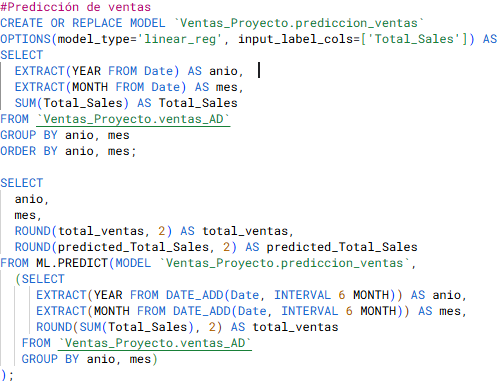 #Predicción de ventas
CREATE OR REPLACE MODEL `Ventas_Proyecto.prediccion_ventas`
OPTIONS(model_type='linear_reg', input_label_cols=['Total_Sales']) AS
SELECT
  EXTRACT(YEAR FROM Date) AS anio,
  EXTRACT(MONTH FROM Date) AS mes,
  SUM(Total_Sales) AS Total_Sales
FROM `Ventas_Proyecto.ventas_AD`
GROUP BY anio, mes
ORDER BY anio, mes;

SELECT
  anio,
  mes,
  ROUND(total_ventas, 2) AS total_ventas,
  ROUND(predicted_Total_Sales, 2) AS predicted_Total_Sales
FROM ML.PREDICT(MODEL `Ventas_Proyecto.prediccion_ventas`,
  (SELECT
     EXTRACT(YEAR FROM DATE_ADD(Date, INTERVAL 6 MONTH)) AS anio,
     EXTRACT(MONTH FROM DATE_ADD(Date, INTERVAL 6 MONTH)) AS mes,
     ROUND(SUM(Total_Sales), 2) AS total_ventas
   FROM `Ventas_Proyecto.ventas_AD`
   GROUP BY anio, mes)
);